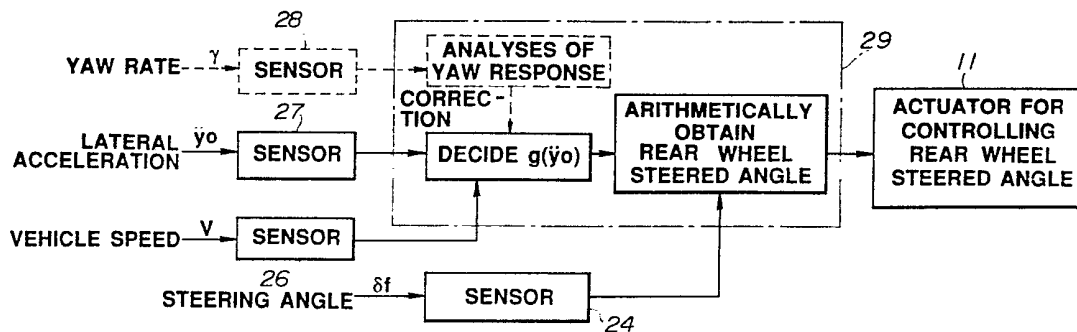 28
YAW RATE γ SENSOR
ANALYSES OF
YAW RESPONSE
29
11
CORREC-
TION
27
LATERAL
ACCELERATION
ÿo
SENSOR
DECIDE g(ÿo)
ARITHMETICALLY
OBTAIN
REAR WHEEL
STEERED ANGLE
ACTUATOR FOR
CONTROLLING
REAR WHEEL
STEERED ANGLE
VEHICLE SPEED V SENSOR
26
STEERING ANGLE δf SENSOR
24